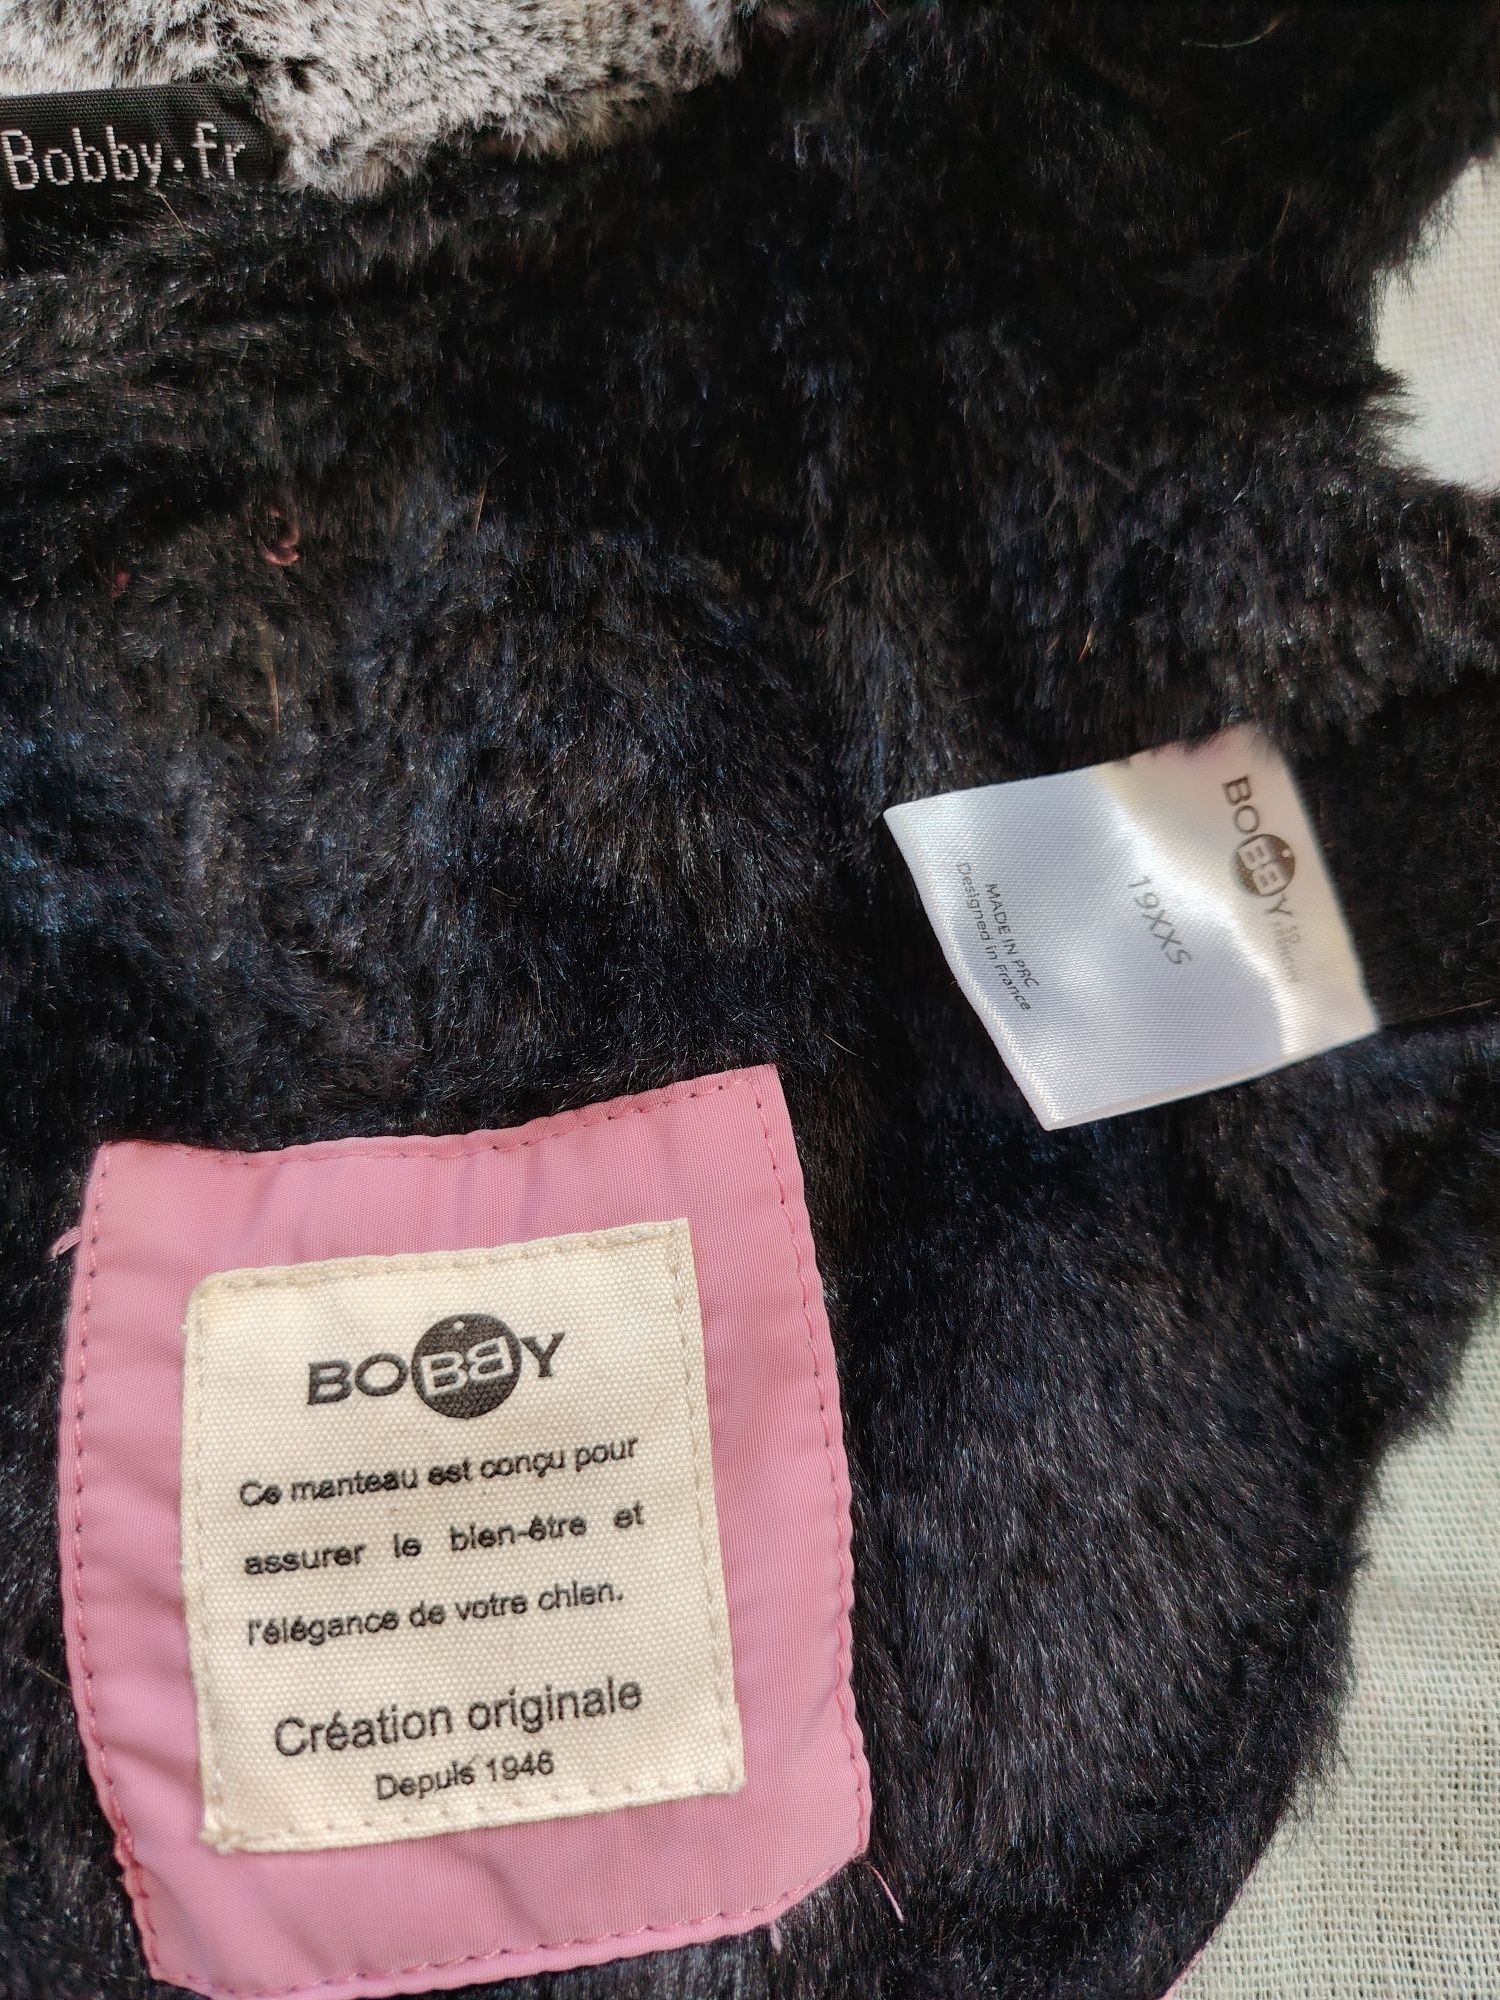 Bobby.fr
BOBBY
19XXS
MADE IN PRC
Designed in France
BOBBY
Ce manteau est conçu pour
assurer le bien-être et
l'élégance de votre chien.
Création originale
Depuis 1946